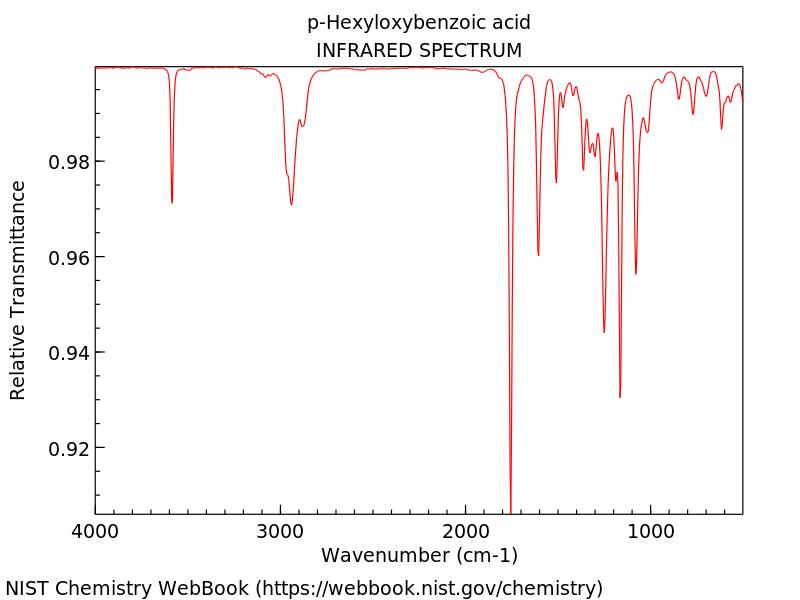 p-Hexyloxybenzoic acid
INFRARED SPECTRUM
Relative Transmittance
0.98
0.96
0.94
0.92
4000 3000 2000 1000
Wavenumber (cm-1)
NIST Chemistry WebBook (https://webbook.nist.gov/chemistry)